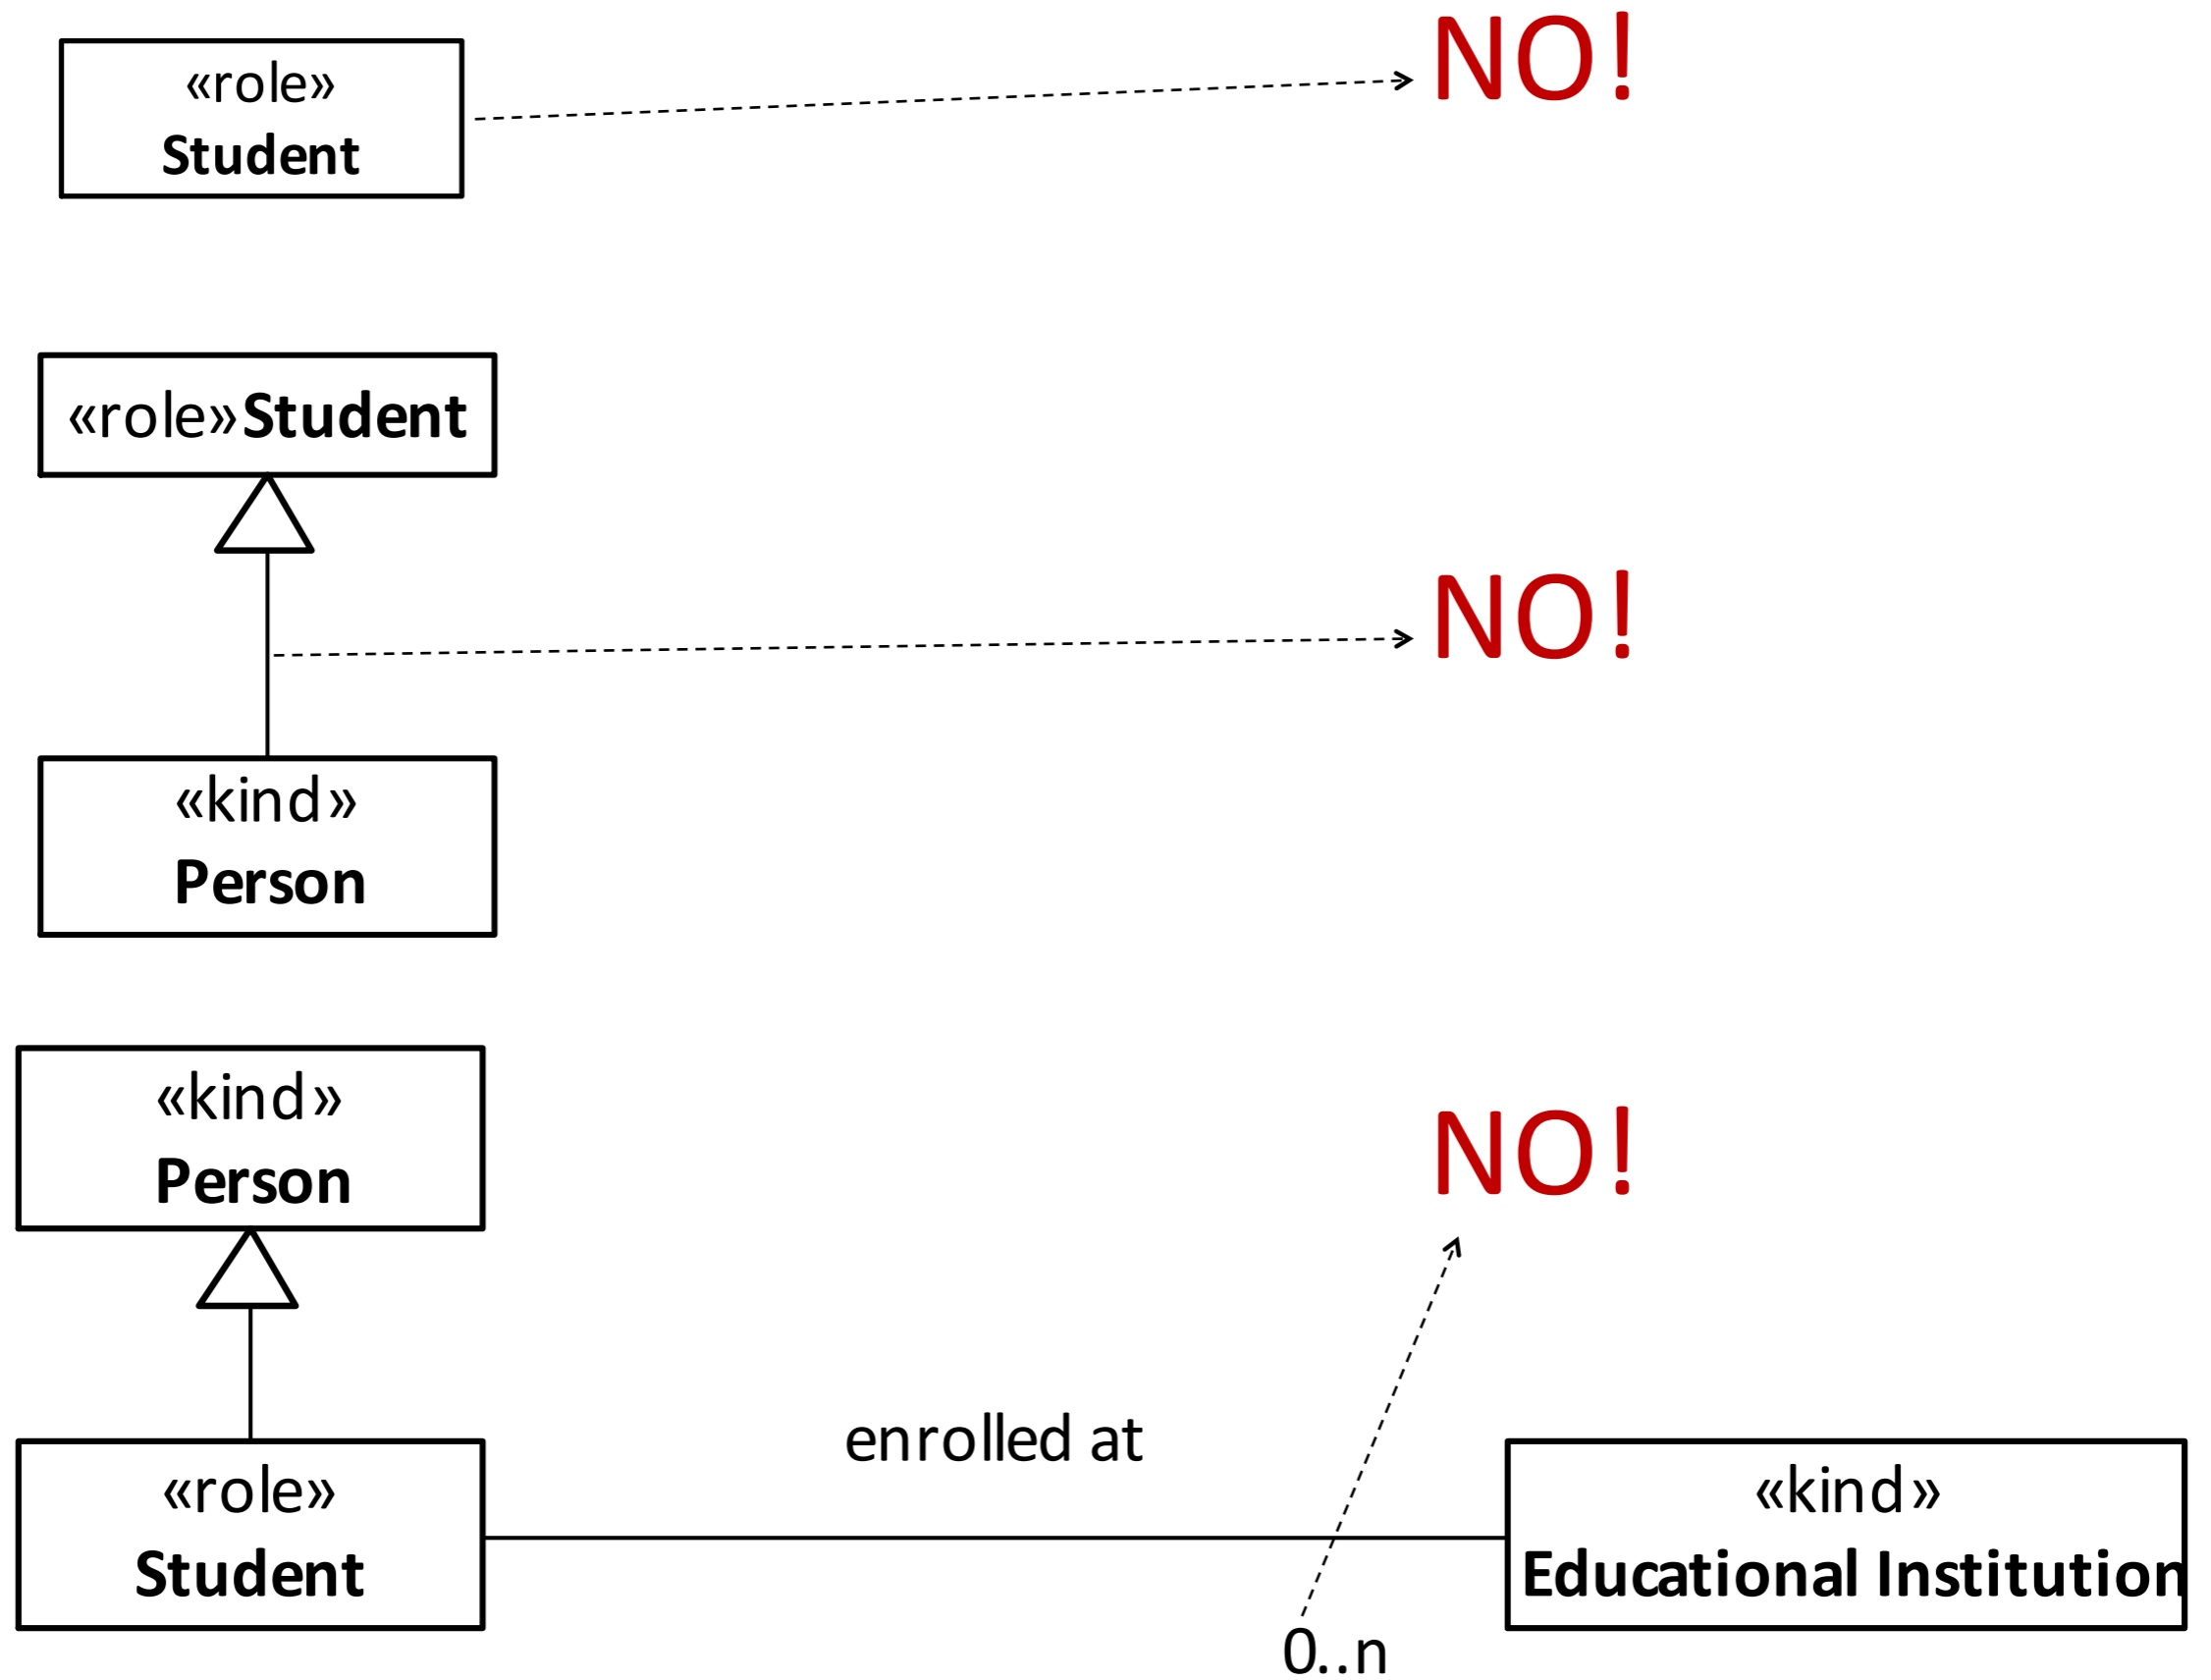 «role»
Student
NO!
«role»Student
NO!
«kind»
Person
«kind»
Person
NO!
enrolled at
«role»
Student
«kind»
Educational Institution
0..n